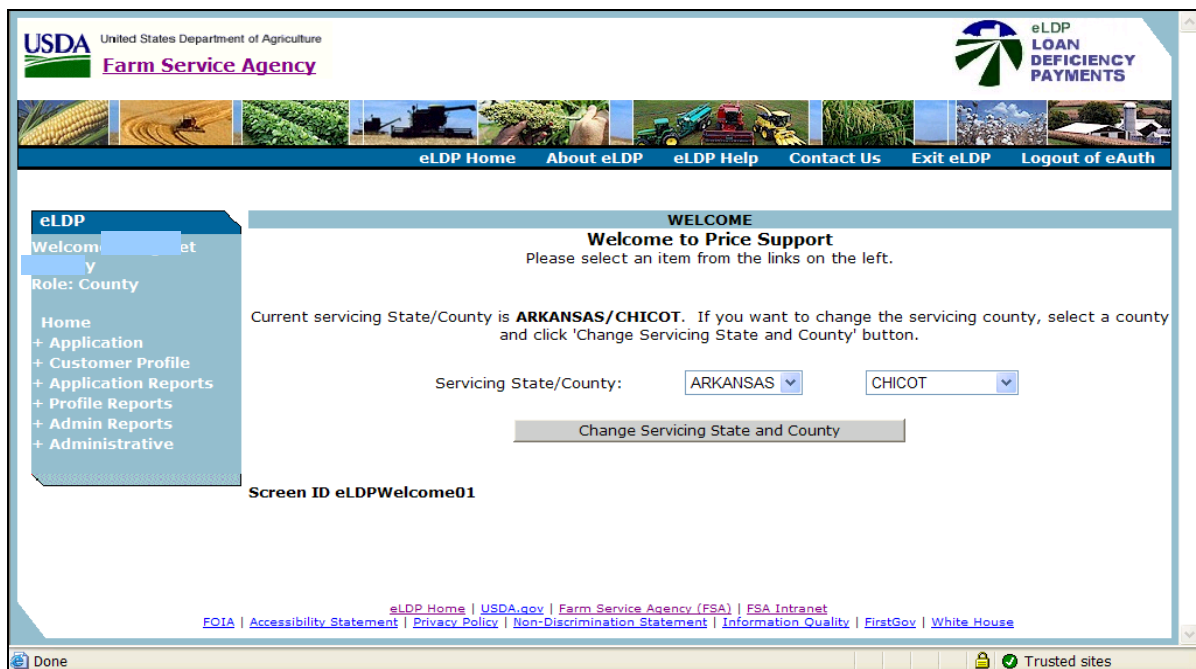 USDA
United States Department of Agriculture
Farm Service Agency
eLDP
LOAN
DEFICIENCY
PAYMENTS
eLDP Home About eLDP eLDP Help Contact Us Exit eLDP Logout of eAuth
eLDP
Welcom et
y
Role: County
Home
+ Application
+ Customer Profile
+ Application Reports
+ Profile Reports
+ Admin Reports
+ Administrative
WELCOME
Welcome to Price Support
Please select an item from the links on the left.
Current servicing State/County is ARKANSAS/CHICOT. If you want to change the servicing county, select a county
and click 'Change Servicing State and County' button.
Servicing State/County: ARKANSAS CHICOT
Change Servicing State and County
Screen ID eLDPWelcome01
eLDP Home | USDA.gov | Farm Service Agency (FSA) | FSA Intranet
FOIA | Accessibility Statement | Privacy Policy | Non-Discrimination Statement | Information Quality | FirstGov | White House
Done Trusted sites